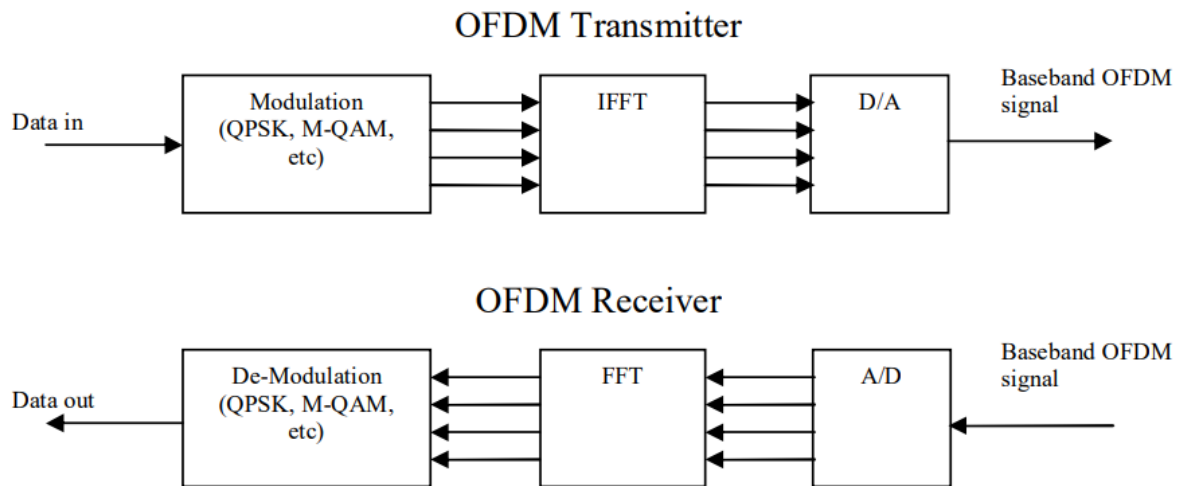 OFDM Transmitter
Data in
Modulation
(QPSK, M-QAM,
etc)
IFFT
D/A
Baseband OFDM
signal
OFDM Receiver
Data out
De-Modulation
(QPSK, M-QAM,
etc)
FFT
A/D
Baseband OFDM
signal